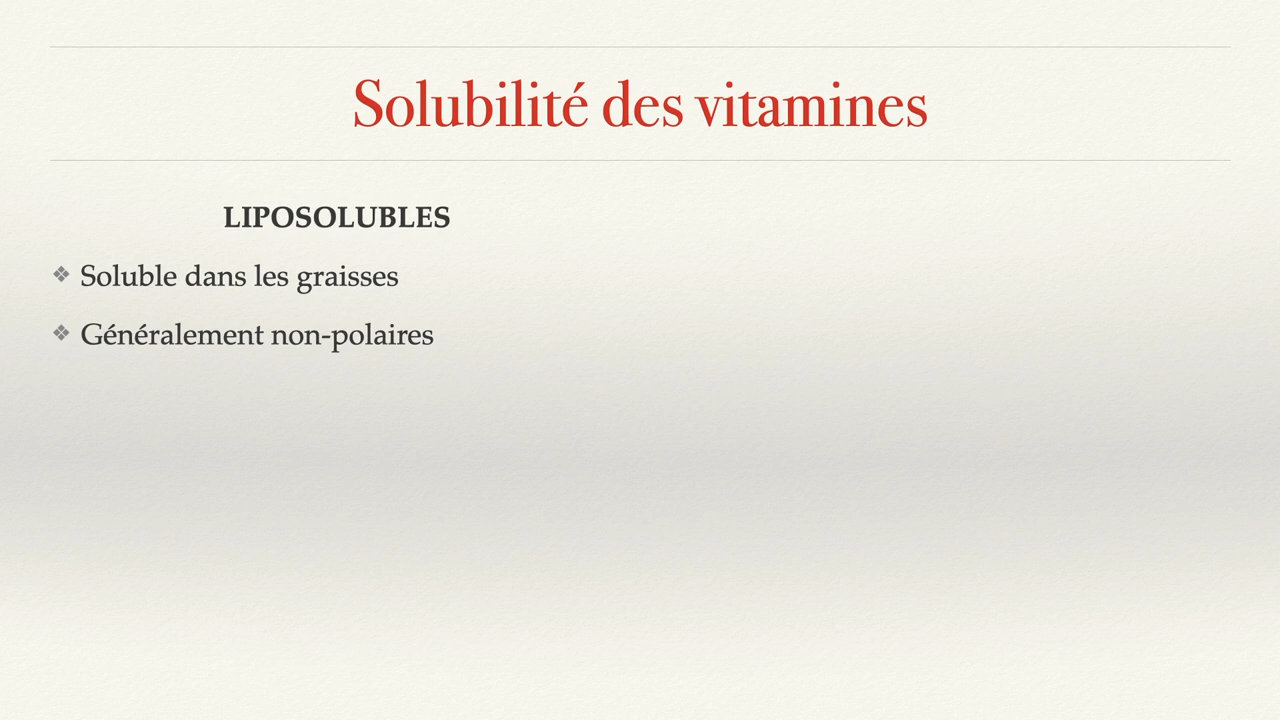 Solubilité des vitamines
LIPOSOLUBLES
❖ Soluble dans les graisses
❖ Généralement non-polaires